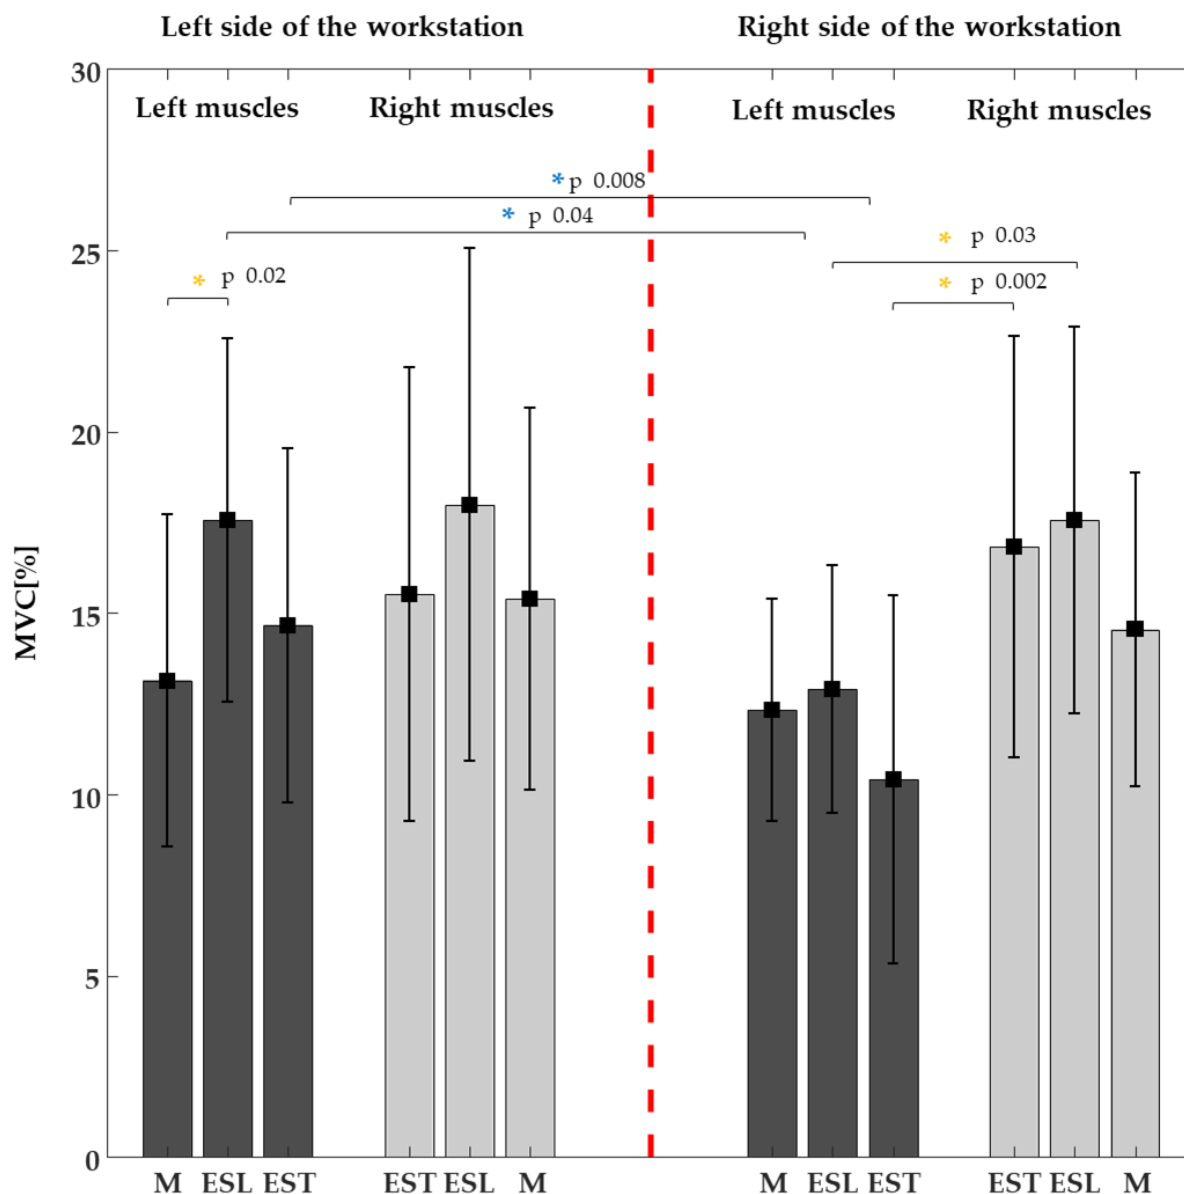 Left side of the workstation Right side of the workstation
30
Left muscles Right muscles Left muscles Right muscles
* p 0.008
* p 0.04
* p 0.03
25
* p 0.02
* p 0.002
20
15
MVC[%]
10
5
0
M ESL EST EST ESL M M ESL EST EST ESL M